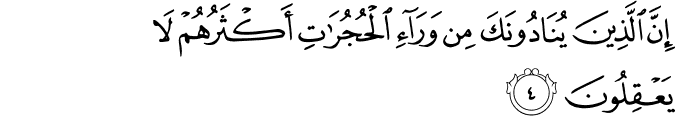 إِنَّ ٱلَّذِينَ يُنَادُونَكَ مِن وَرَآءِ ٱلْحُجُرَٰتِ أَكْثَرُهُمْ لَا
يَعْقِلُونَ ٤